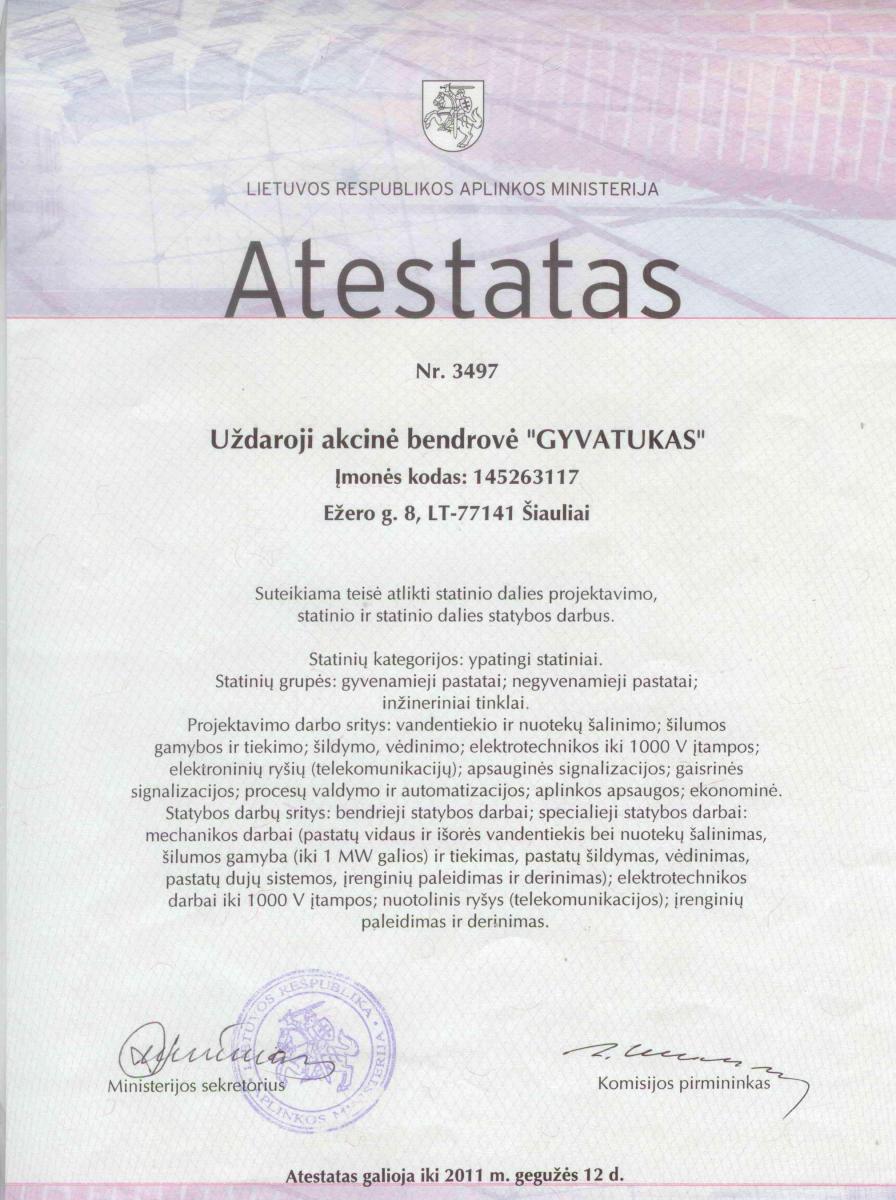 LIETUVOS RESPUBLIKOS APLINKOS MINISTERIJA
Atestatas
Nr. 3497
Uždaroji akcinė bendrovė "GYVATUKAS"
Įmonės kodas: 145263117
Ežero g. 8, LT-77141 Šiauliai
Suteikiama teisė atlikti statinio dalies projektavimo,
statinio ir statinio dalies statybos darbus.
Statinių kategorijos: ypatingi statiniai.
Statinių grupės: gyvenamieji pastatai; negyvenamieji pastatai;
inžineriniai tinklai.
Projektavimo darbo sritys: vandentiekio ir nuotekų šalinimo; šilumos
gamybos ir tiekimo; šildymo, vėdinimo; elektrotechnikos iki 1000 V įtampos;
elektroninių ryšių (telekomunikacijų); apsauginės signalizacijos; gaisrinės
signalizacijos; procesų valdymo ir automatizacijos; aplinkos apsaugos; ekonominė.
Statybos darbų sritys: bendrieji statybos darbai; specialieji statybos darbai:
mechanikos darbai (pastatų vidaus ir išorės vandentiekis bei nuotekų šalinimas,
šilumos gamyba (iki 1 MW galios) ir tiekimas, pastatų šildymas, vėdinimas,
pastatų dujų sistemos, įrenginių paleidimas ir derinimas); elektrotechnikos
darbai iki 1000 V įtampos; nuotolinis ryšys (telekomunikacijos); įrenginių
paleidimas ir derinimas.
LIETUVOS RESPUBLIKA
APLINKOS MINISTERIJA
Ministerijos sekretorius
Komisijos pirmininkas
Atestatas galioja iki 2011 m. gegužės 12 d.